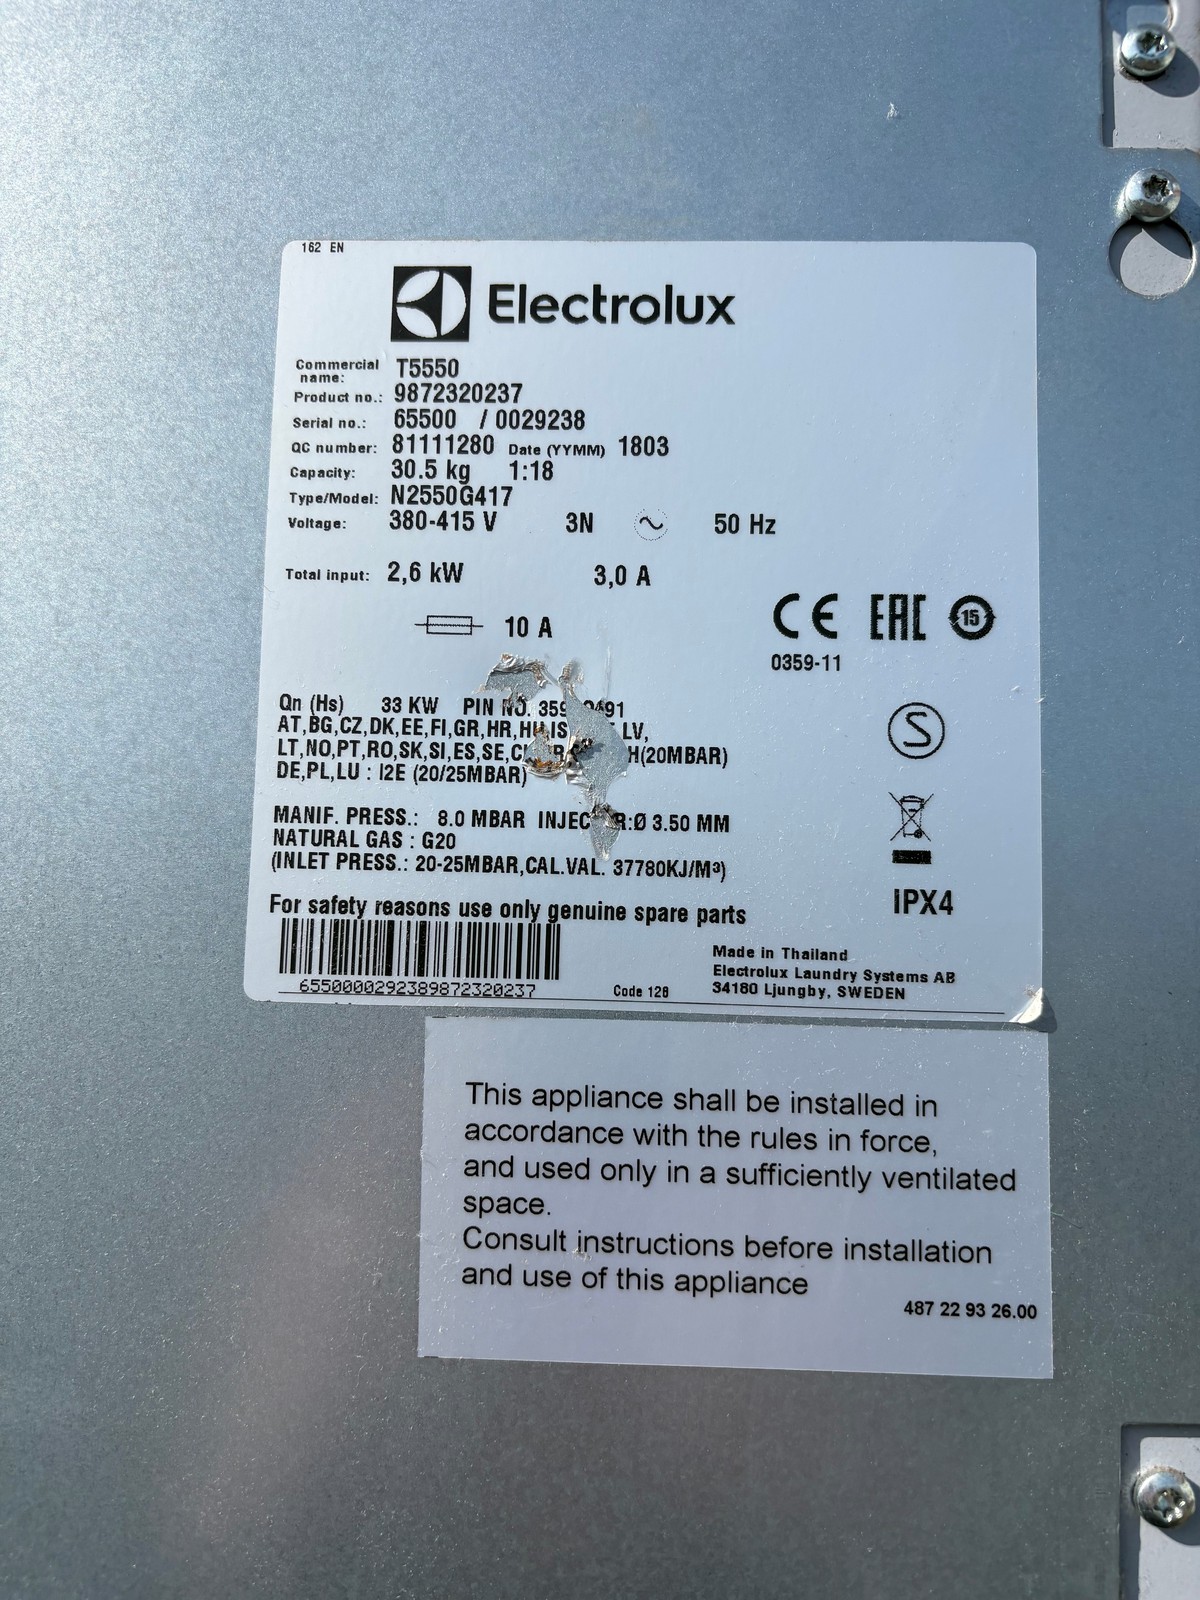 162 EN
Electrolux
Commercial name: T5550
Product no.: 9872320237
Serial no.: 65500 / 0029238
QC number: 81111280 Date (YYMM) 1803
Capacity: 30.5 kg 1:18
Type/Model: N2550G417
Voltage: 380-415 V 3N ~ 50 Hz
Total input: 2,6 kW 3,0 A
10 A
CE EAC 15
0359-11
Qn (Hs) 33 KW PIN NO. 359
AT,BG,CZ,DK,EE,FI,GR,HR,HU,IS, LV,
LT,NO,PT,RO,SK,SI,ES,SE, (20MBAR)
DE,PL,LU : I2E (20/25MBAR)
S
MANIF. PRESS.: 8.0 MBAR Ø 3.50 MM
NATURAL GAS : G20
(INLET PRESS.: 20-25MBAR,CAL.VAL. 37780KJ/M³)
IPX4
For safety reasons use only genuine spare parts
6550000292389872320237
Code 128
Made in Thailand
Electrolux Laundry Systems AB
34180 Ljungby, SWEDEN
This appliance shall be installed in
accordance with the rules in force,
and used only in a sufficiently ventilated
space.
Consult instructions before installation
and use of this appliance
487 22 93 26.00